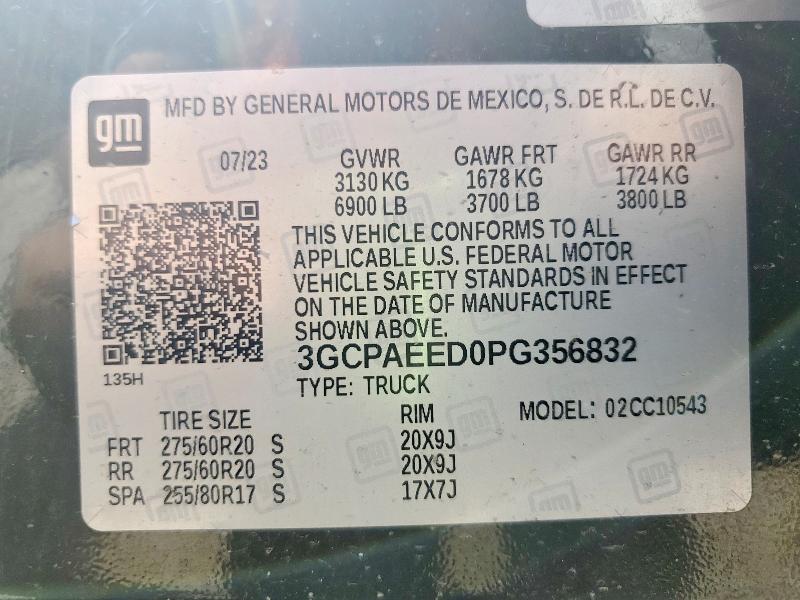 gm MFD BY GENERAL MOTORS DE MEXICO, S. DE R.L. DE C.V.
07/23 GVWR GAWR FRT GAWR RR
3130 KG 1678 KG 1724 KG
6900 LB 3700 LB 3800 LB
THIS VEHICLE CONFORMS TO ALL
APPLICABLE U.S. FEDERAL MOTOR
VEHICLE SAFETY STANDARDS IN EFFECT
ON THE DATE OF MANUFACTURE
SHOWN ABOVE.
3GCPAEED0PG356832
135H
TYPE: TRUCK
TIRE SIZE RIM MODEL: 02CC10543
FRT 275/60R20 S 20X9J
RR 275/60R20 S 20X9J
SPA 255/80R17 S 17X7J